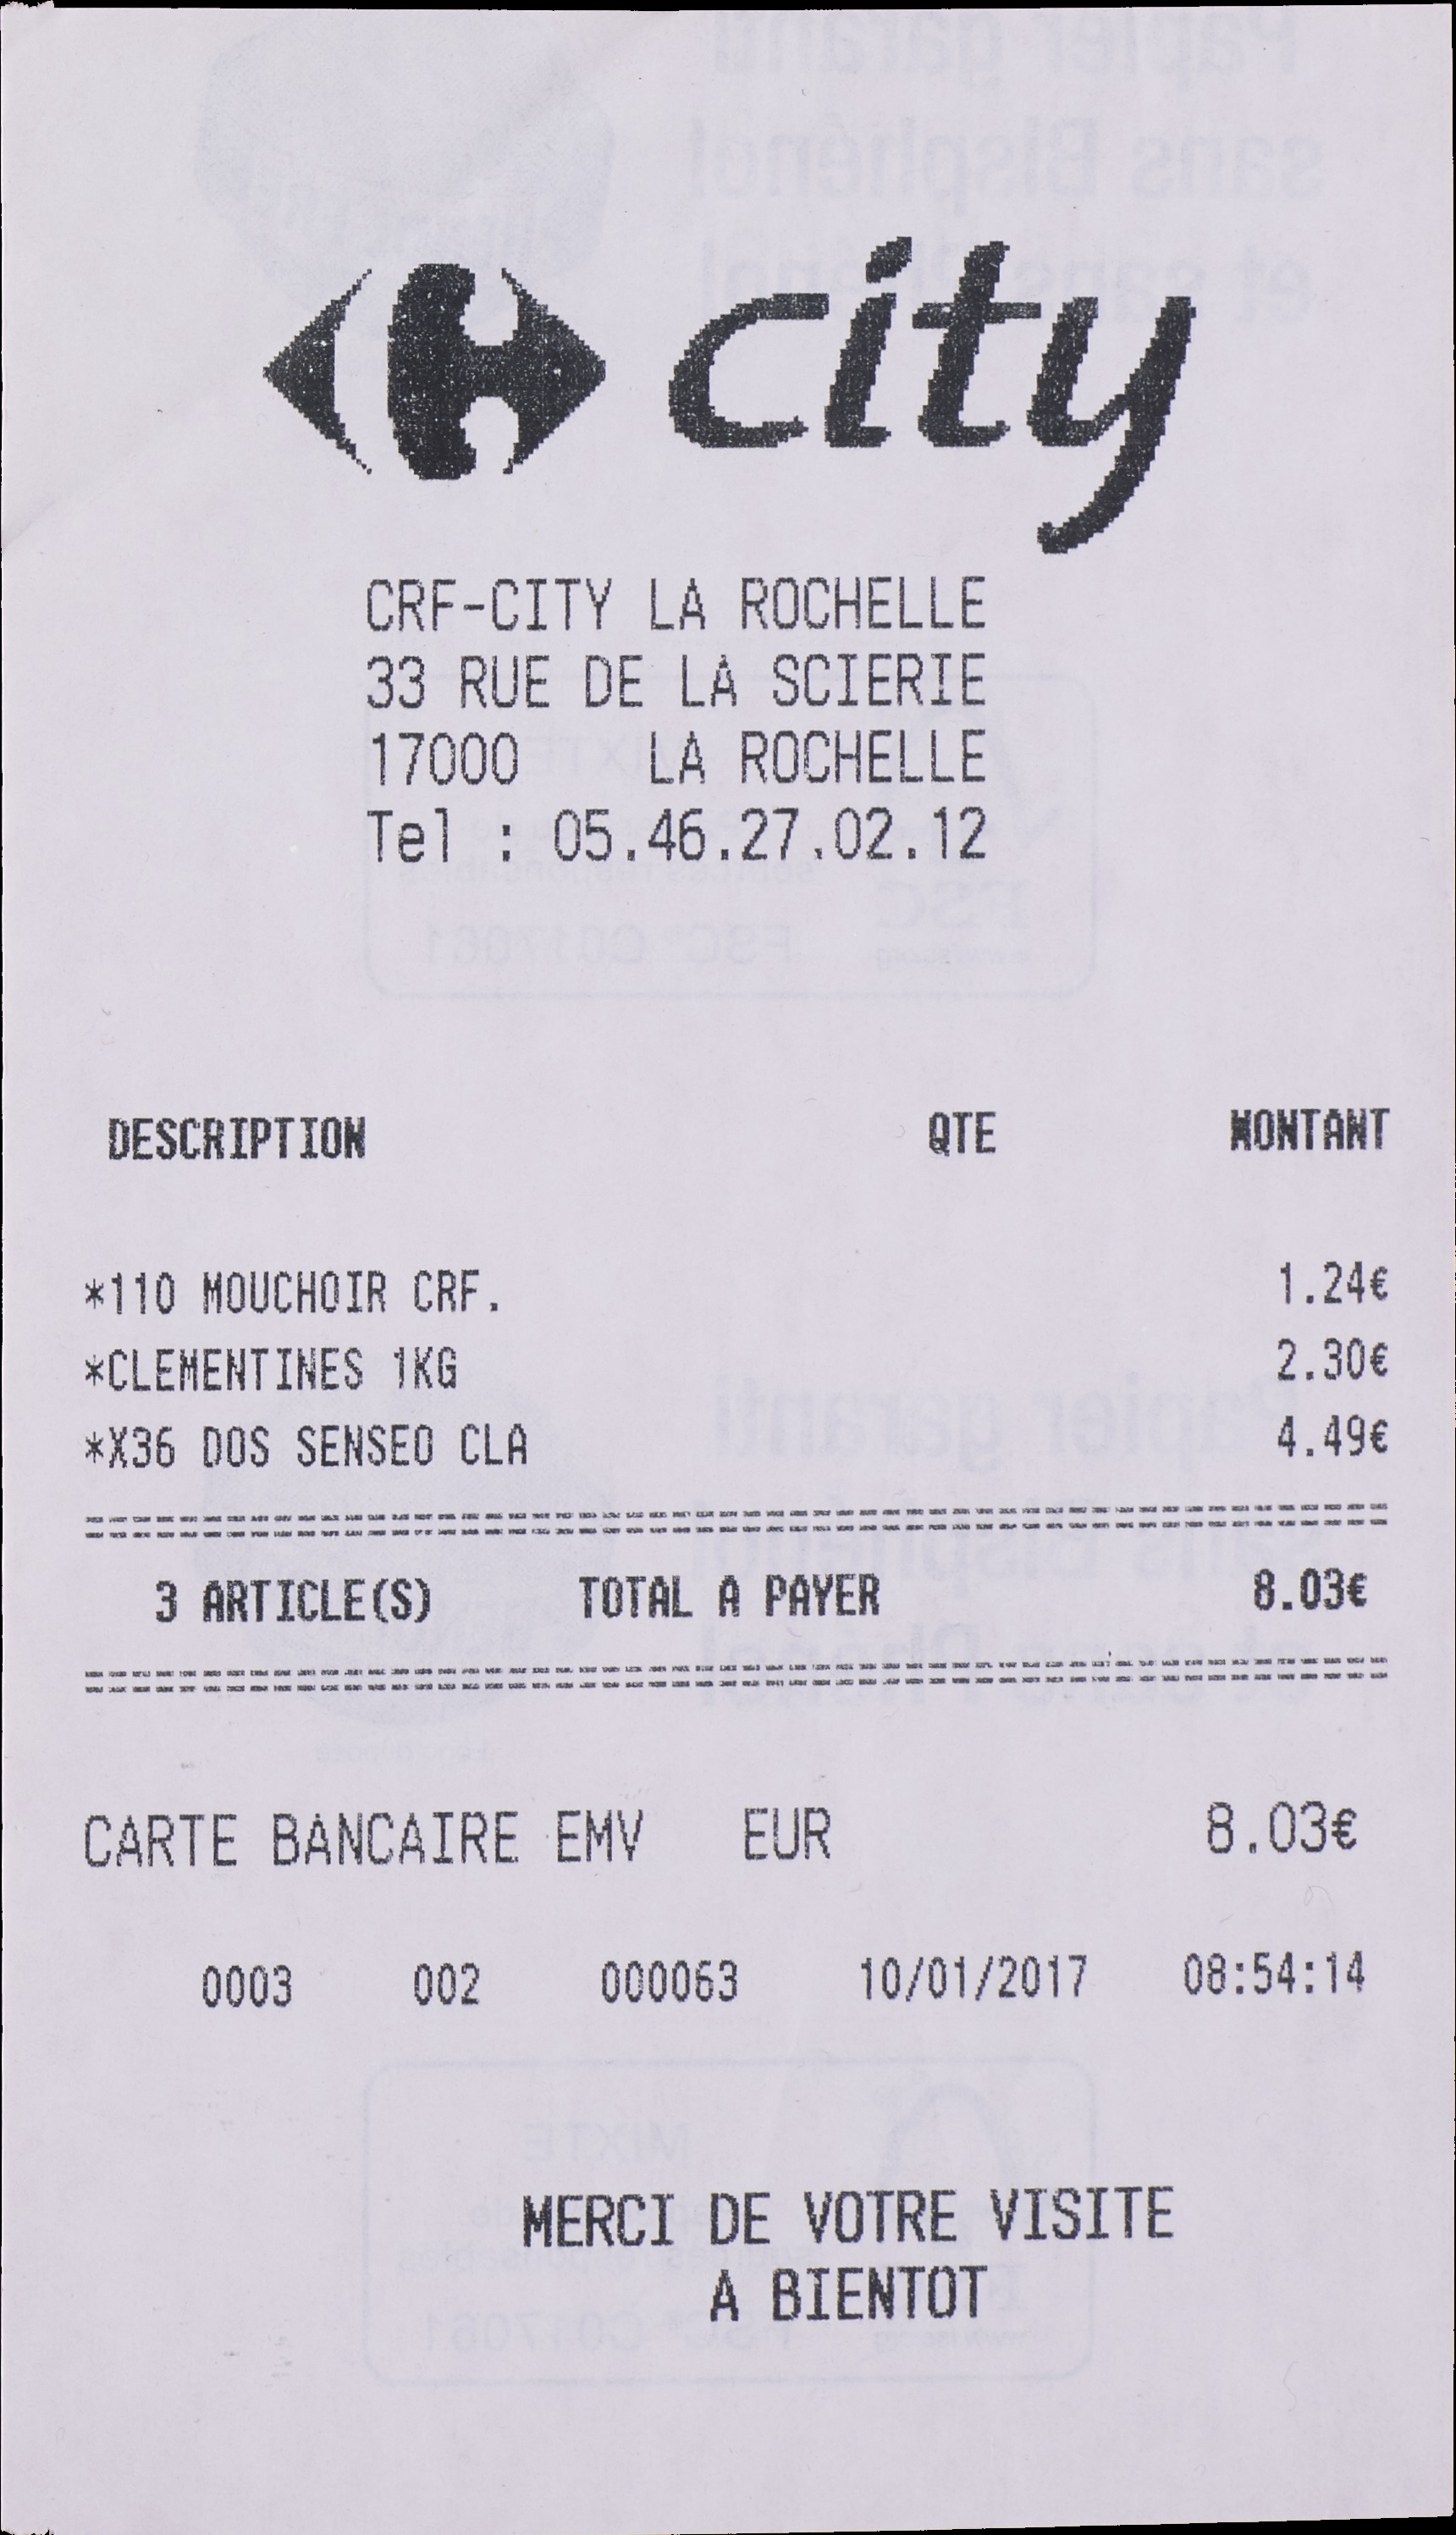 city
CRF-CITY LA ROCHELLE
33 RUE DE LA SCIERIE
17000 LA ROCHELLE
Tel : 05.46.27.02.12
DESCRIPTION QTE MONTANT
*110 MOUCHOIR CRF. 1.24€
*CLEMENTINES 1KG 2.30€
*X36 DOS SENSEO CLA 4.49€
3 ARTICLE(S) TOTAL A PAYER 8.03€
CARTE BANCAIRE EMV EUR 8.03€
0003 002 000063 10/01/2017 08:54:14
MERCI DE VOTRE VISITE
A BIENTOT